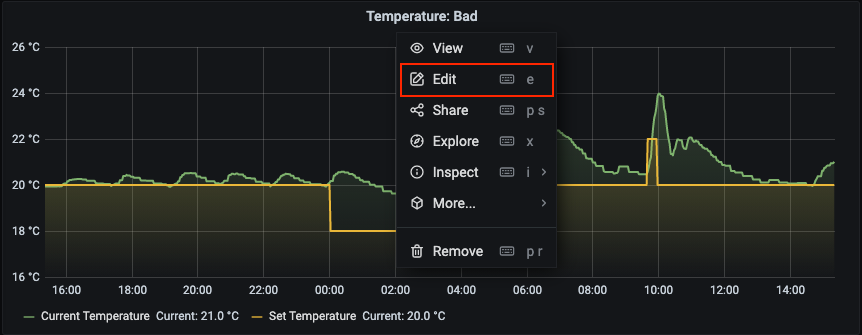 Temperature: Bad
26 °C
24 °C
22 °C
20 °C
18 °C
16 °C
View v
Edit e
Share p s
Explore x
Inspect i
More...
Remove p r
16:00 18:00 20:00 22:00 00:00 02:00 04:00 06:00 08:00 10:00 12:00 14:00
Current Temperature Current: 21.0 °C Set Temperature Current: 20.0 °C